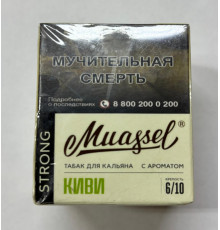 МУЧИТЕЛЬНАЯ
СМЕРТЬ
Подробнее
о последствиях
8 800 200 0 200
STRONG
Muassel®
ТАБАК ДЛЯ КАЛЬЯНА С АРОМАТОМ
КИВИ
КРЕПОСТЬ
6/10